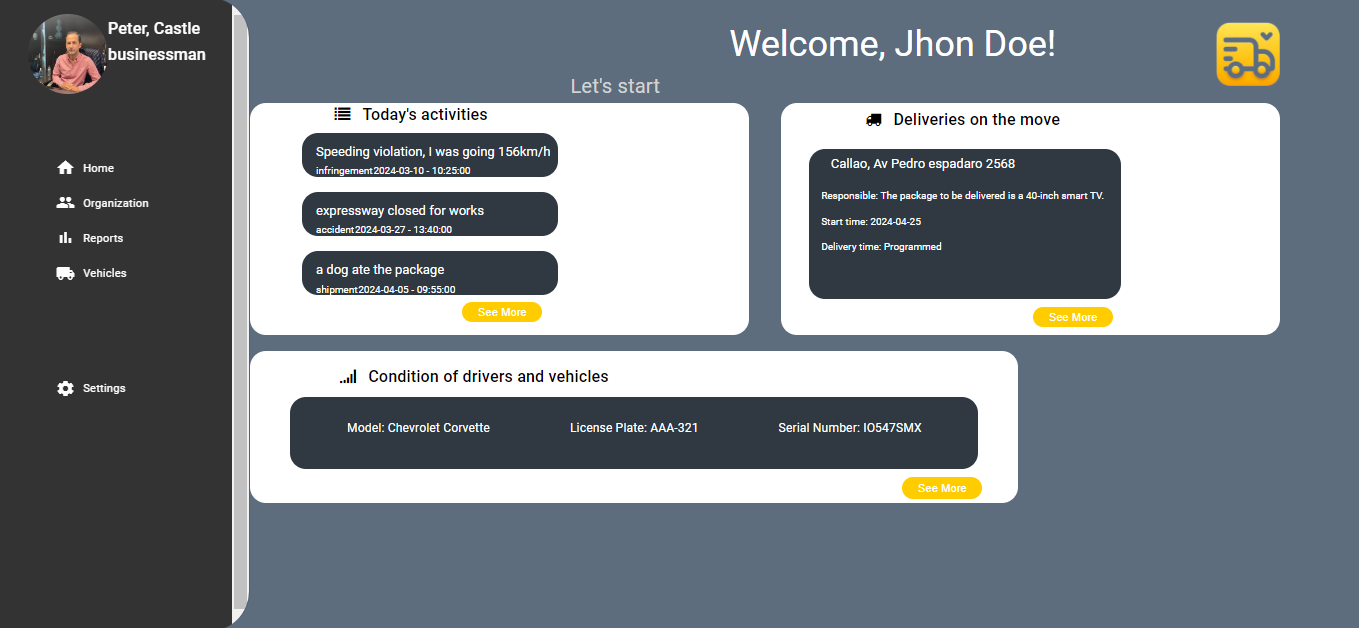 Peter, Castle
businessman
Home
Organization
Reports
Vehicles
Settings
Welcome, Jhon Doe!
Let's start
Today's activities
Speeding violation, I was going 156km/h
infringement2024-03-10 - 10:25:00
expressway closed for works
accident2024-03-27 - 13:40:00
a dog ate the package
shipment2024-04-05 - 09:55:00
See More
Deliveries on the move
Callao, Av Pedro espadaro 2568
Responsible: The package to be delivered is a 40-inch smart TV.
Start time: 2024-04-25
Delivery time: Programmed
See More
Condition of drivers and vehicles
Model: Chevrolet Corvette
License Plate: AAA-321
Serial Number: IO547SMX
See More